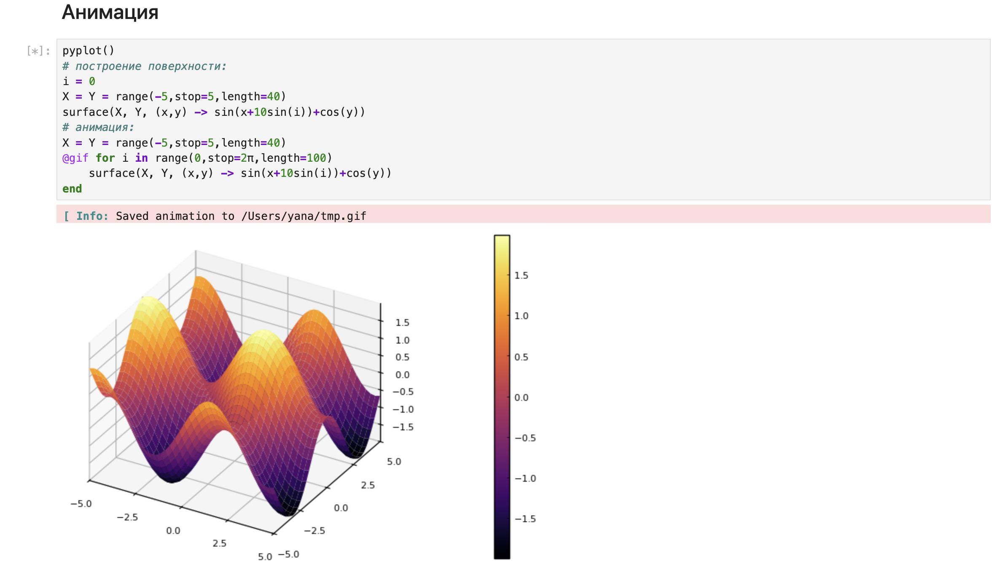 Анимация
[*]:
pyplot()
# построение поверхности:
i = 0
X = Y = range(-5,stop=5,length=40)
surface(X, Y, (x,y) -> sin(x+10sin(i))+cos(y))
# анимация:
X = Y = range(-5,stop=5,length=40)
@gif for i in range(0,stop=2π,length=100)
    surface(X, Y, (x,y) -> sin(x+10sin(i))+cos(y))
end
[ Info: Saved animation to /Users/yana/tmp.gif
1.5
1.0
0.5
0.0
−0.5
−1.0
−1.5
5.0
2.5
0.0
−2.5
−5.0
−5.0
−2.5
0.0
2.5
5.0
1.5
1.0
0.5
0.0
−0.5
−1.0
−1.5